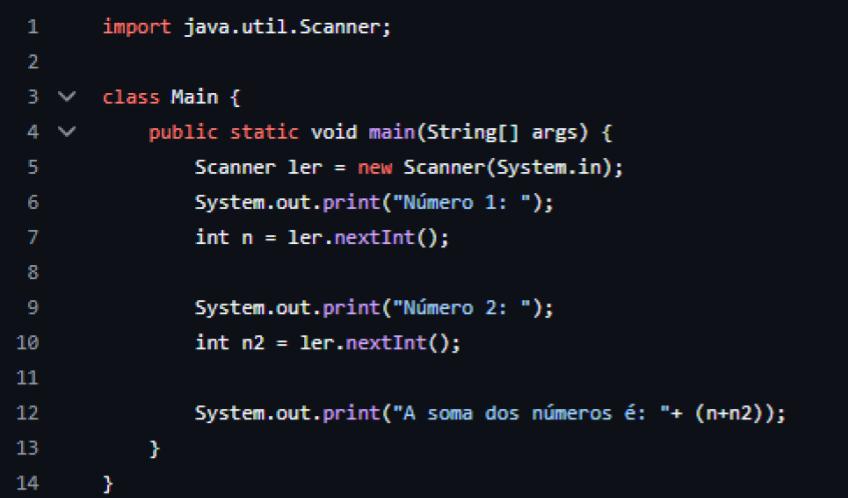 1 import java.util.Scanner;
2
3 class Main {
4 public static void main(String[] args) {
5 Scanner ler = new Scanner(System.in);
6 System.out.print("Número 1: ");
7 int n = ler.nextInt();
8
9 System.out.print("Número 2: ");
10 int n2 = ler.nextInt();
11
12 System.out.print("A soma dos números é: "+ (n+n2));
13 }
14 }